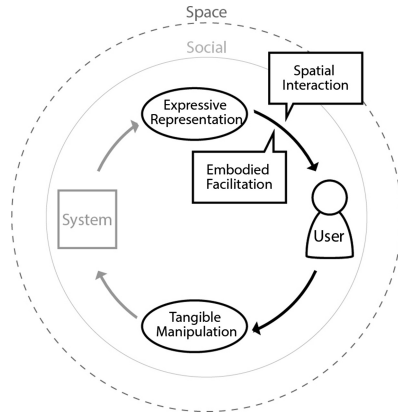 Space
Social
Spatial
Interaction
Expressive
Representation
Embodied
Facilitation
System
User
Tangible
Manipulation